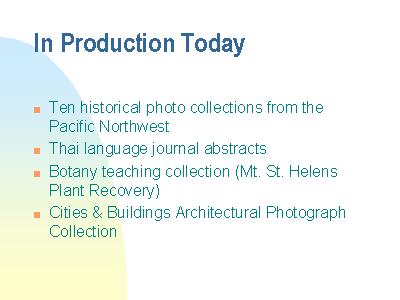 In Production Today
Ten historical photo collections from the
Pacific Northwest
Thai language journal abstracts
Botany teaching collection (Mt. St. Helens
Plant Recovery)
Cities & Buildings Architectural Photograph
Collection